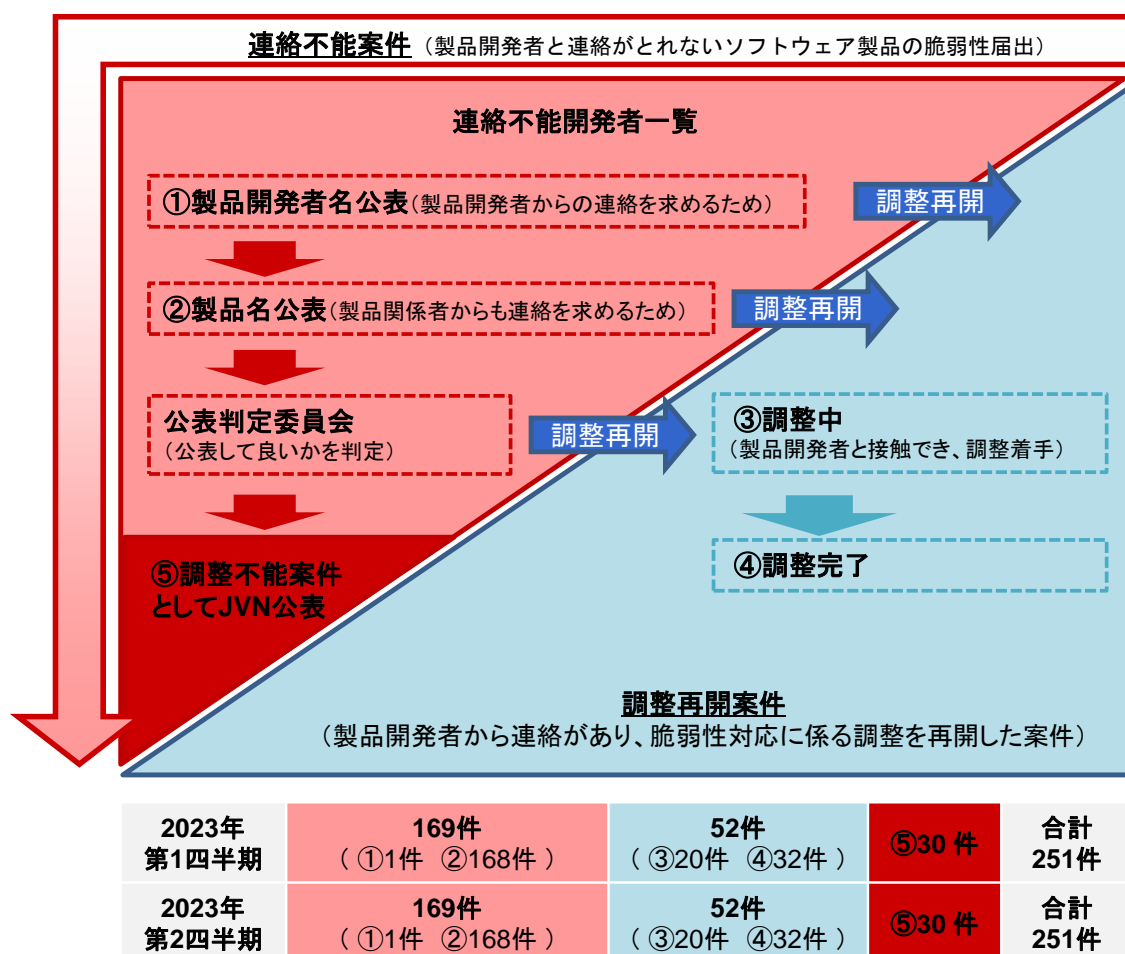 連絡不能案件（製品開発者と連絡がとれないソフトウェア製品の脆弱性届出）
連絡不能開発者一覧
①製品開発者名公表（製品開発者からの連絡を求めるため）
調整再開
②製品名公表（製品関係者からも連絡を求めるため）
調整再開
公表判定委員会
（公表して良いかを判定）
調整再開
③調整中
（製品開発者と接触でき、調整着手）
④調整完了
⑤調整不能案件
としてJVN公表
調整再開案件
（製品開発者から連絡があり、脆弱性対応に係る調整を再開した案件）
2023年
第1四半期
169件
（ ①1件 ②168件 ）
52件
（ ③20件 ④32件 ）
⑤30 件
合計
251件
2023年
第2四半期
169件
（ ①1件 ②168件 ）
52件
（ ③20件 ④32件 ）
⑤30 件
合計
251件